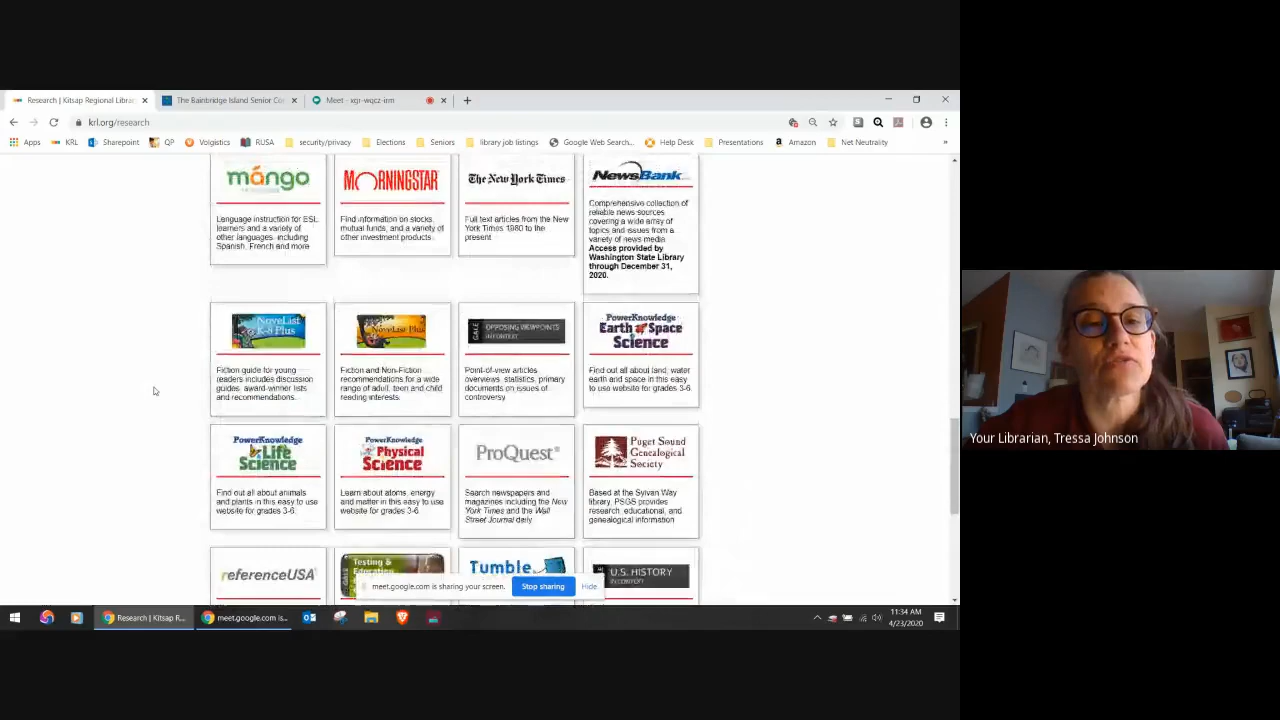 Research | Kitsap Regional Libra
The Bainbridge Island Senior Co
Meet - xgr-wqcz-irm
krl.org/research
Apps
KRL
Sharepoint
QP
Volgistics
RUSA
security/privacy
Elections
Seniors
library job listings
Google Web Search...
Help Desk
Presentations
Amazon
Net Neutrality
»
mango
MORNINGSTAR
The New York Times
NewsBank
Language instruction for ESL
learners and a variety of
other languages, including
Spanish, French and more
Find information on stocks,
mutual funds, and a variety of
other investment products.
Full text articles from the New
York Times 1980 to the
present
Comprehensive collection of
reliable news sources
covering a wide array of
topics and issues from a
variety of news media.
Access provided by
Washington State Library
through December 31,
2020.
NoveList
K-8 Plus
NoveList Plus
GALE
OPPOSING VIEWPOINTS
IN CONTEXT
PowerKnowledge
Earth & Space
Science
Fiction guide for young
readers includes discussion
guides, award-winner lists
and recommendations.
Fiction and Non-Fiction
recommendations for a wide
range of adult, teen and child
reading interests.
Point-of-view articles
overviews, statistics, primary
documents on issues of
controversy
Find out all about land, water
earth and space in this easy
to use website for grades 3-6.
PowerKnowledge
Life
Science
PowerKnowledge
Physical
Science
ProQuest
Puget Sound
Genealogical
Society
Find out all about animals
and plants in this easy to use
website for grades 3-6
Learn about atoms, energy
and matter in this easy to use
website for grades 3-6
Search newspapers and
magazines including the New
York Times and the Wall
Street Journal daily
Based at the Sylvan Way
library, PSGS provides
research, educational, and
genealogical information
referenceUSA
Testing &
Education
Tumble
U.S. HISTORY
IN CONTEXT
meet.google.com is sharing your screen.
Stop sharing
Hide
Research | Kitsap R...
meet.google.com is...
11:34 AM
4/23/2020
Your Librarian, Tressa Johnson